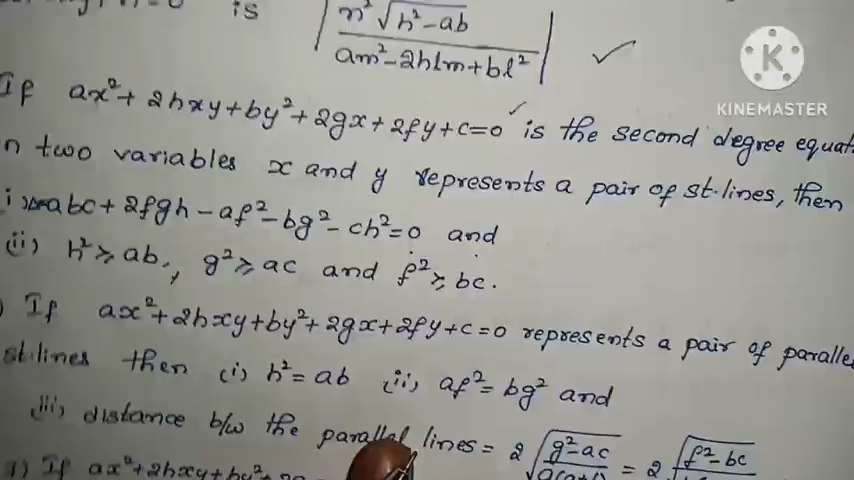 is | n² √h²-ab / am²-2hlm+bl² |
KINEMASTER
If ax²+2hxy+by²+2gx+2fy+c=0 is the second degree equat
n two variables x and y represents a pair of st.lines, then
abc+2fgh-af²-bg²-ch²=0 and
(ii) h²≥ab, g²≥ac and f²≥bc.
If ax²+2hxy+by²+2gx+2fy+c=0 represents a pair of paralle
st.lines then (i) h²=ab (ii) af²=bg² and
(iii) distance b/w the parallel lines = 2 √g²-ac / a(a+b) = 2 √f²-bc
If ax²+2hxy+by²